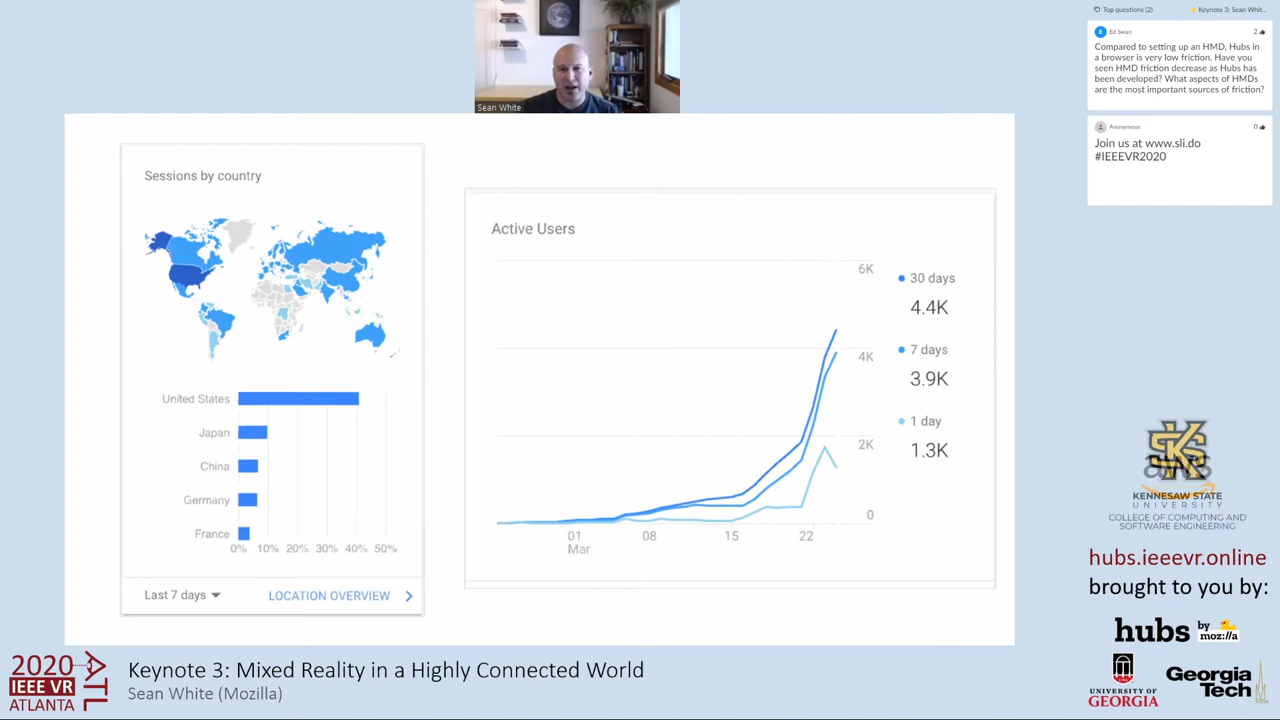 Sean White
Top questions (2)
Keynote 3: Sean Whit...
E
Ed Swan
2
Compared to setting up an HMD, Hubs in
a browser is very low friction. Have you
seen HMD friction decrease as Hubs has
been developed? What aspects of HMDs
are the most important sources of friction?
Anonymous
0
Join us at www.sli.do
#IEEEVR2020
Sessions by country
United States
Japan
China
Germany
France
0% 10% 20% 30% 40% 50%
Last 7 days
LOCATION OVERVIEW
Active Users
6K
4K
2K
0
01
Mar
08
15
22
30 days
4.4K
7 days
3.9K
1 day
1.3K
KENNESAW STATE
UNIVERSITY
COLLEGE OF COMPUTING AND
SOFTWARE ENGINEERING
hubs.ieeevr.online
brought to you by:
hubs by moz://a
UNIVERSITY OF
GEORGIA
Georgia
Tech
2020
IEEE VR
ATLANTA
ATL
Keynote 3: Mixed Reality in a Highly Connected World
Sean White (Mozilla)